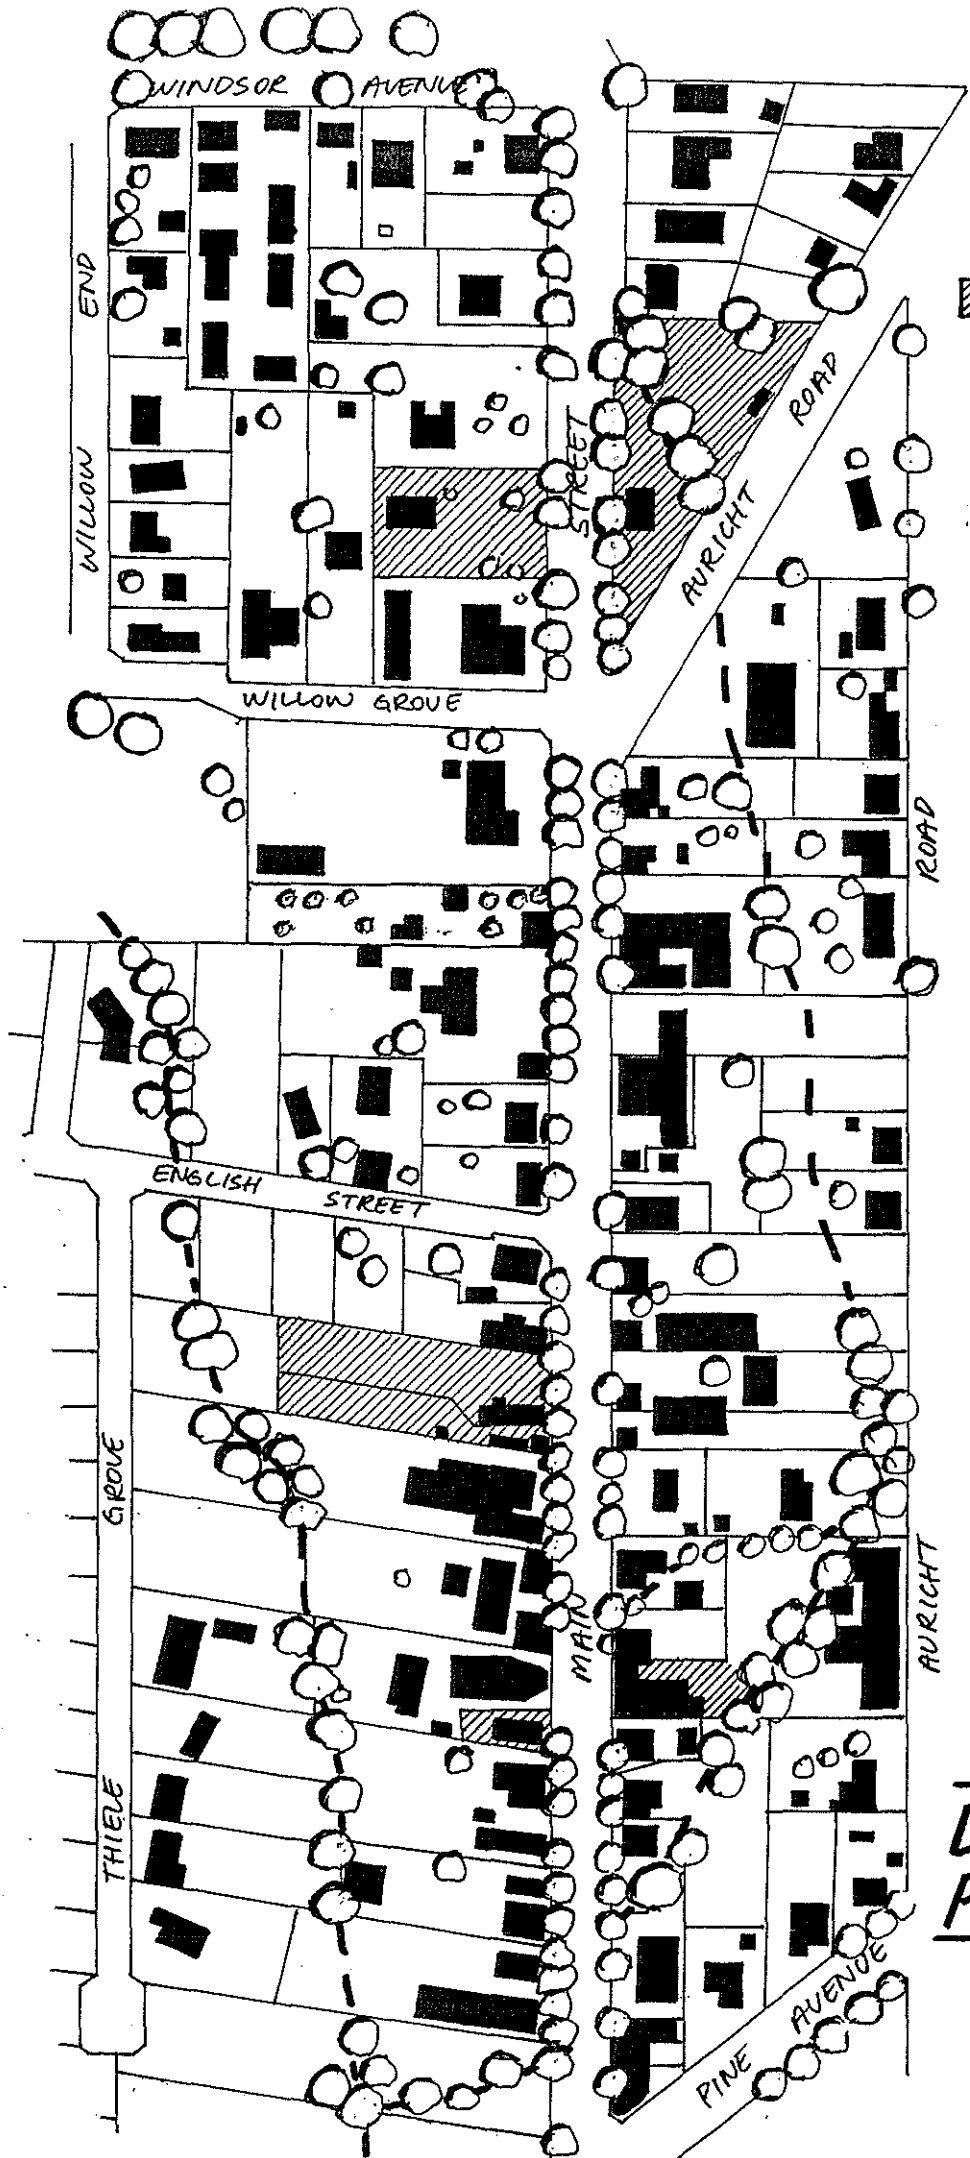 WINDSOR AVENUE
WILLOW END
MAIN STREET
AURICHT ROAD
WILLOW GROVE
ENGLISH STREET
THIELE GROVE
AURICHT ROAD
PINE AVENUE